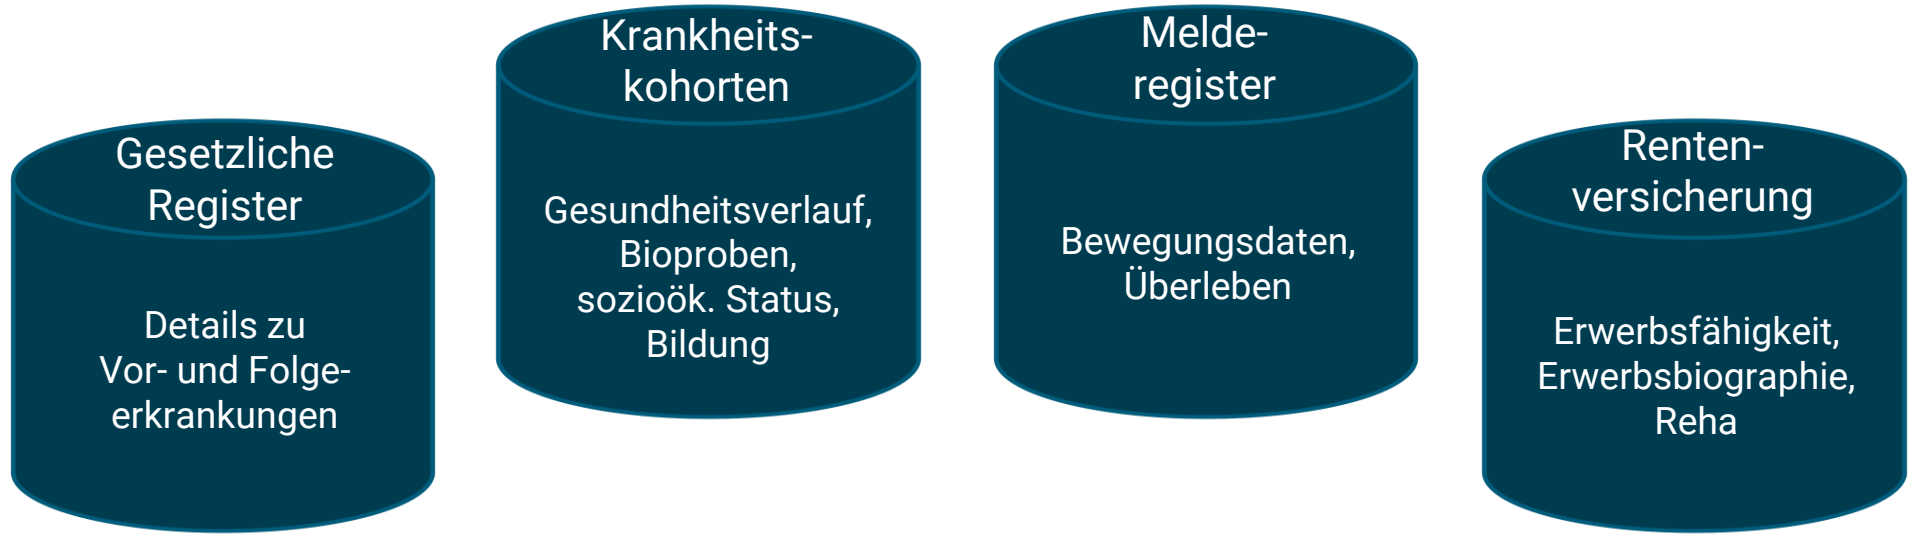 Gesetzliche
Register
Details zu
Vor- und Folge-
erkrankungen
Krankheits-
kohorten
Gesundheitsverlauf,
Bioproben,
sozioök. Status,
Bildung
Melde-
register
Bewegungsdaten,
Überleben
Renten-
versicherung
Erwerbsfähigkeit,
Erwerbsbiographie,
Reha